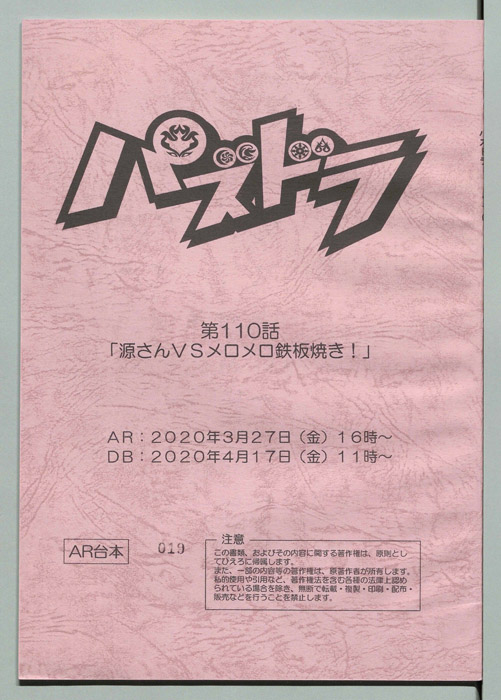 パズドラ
第110話
「源さんVSメロメロ鉄板焼き！」
AR：2020年3月27日（金）16時～
DB：2020年4月17日（金）11時～
AR台本
019
注意
この書類、およびその内容に関する著作権は、原則とし
てぴえろに帰属します。
また、一部の内容等の著作権は、原著作者が所有します。
私的使用や引用など、著作権法を含む各種の法律上認め
られている場合を除き、無断で転載・複製・印刷・配布・
販売などを行うことを禁止します。